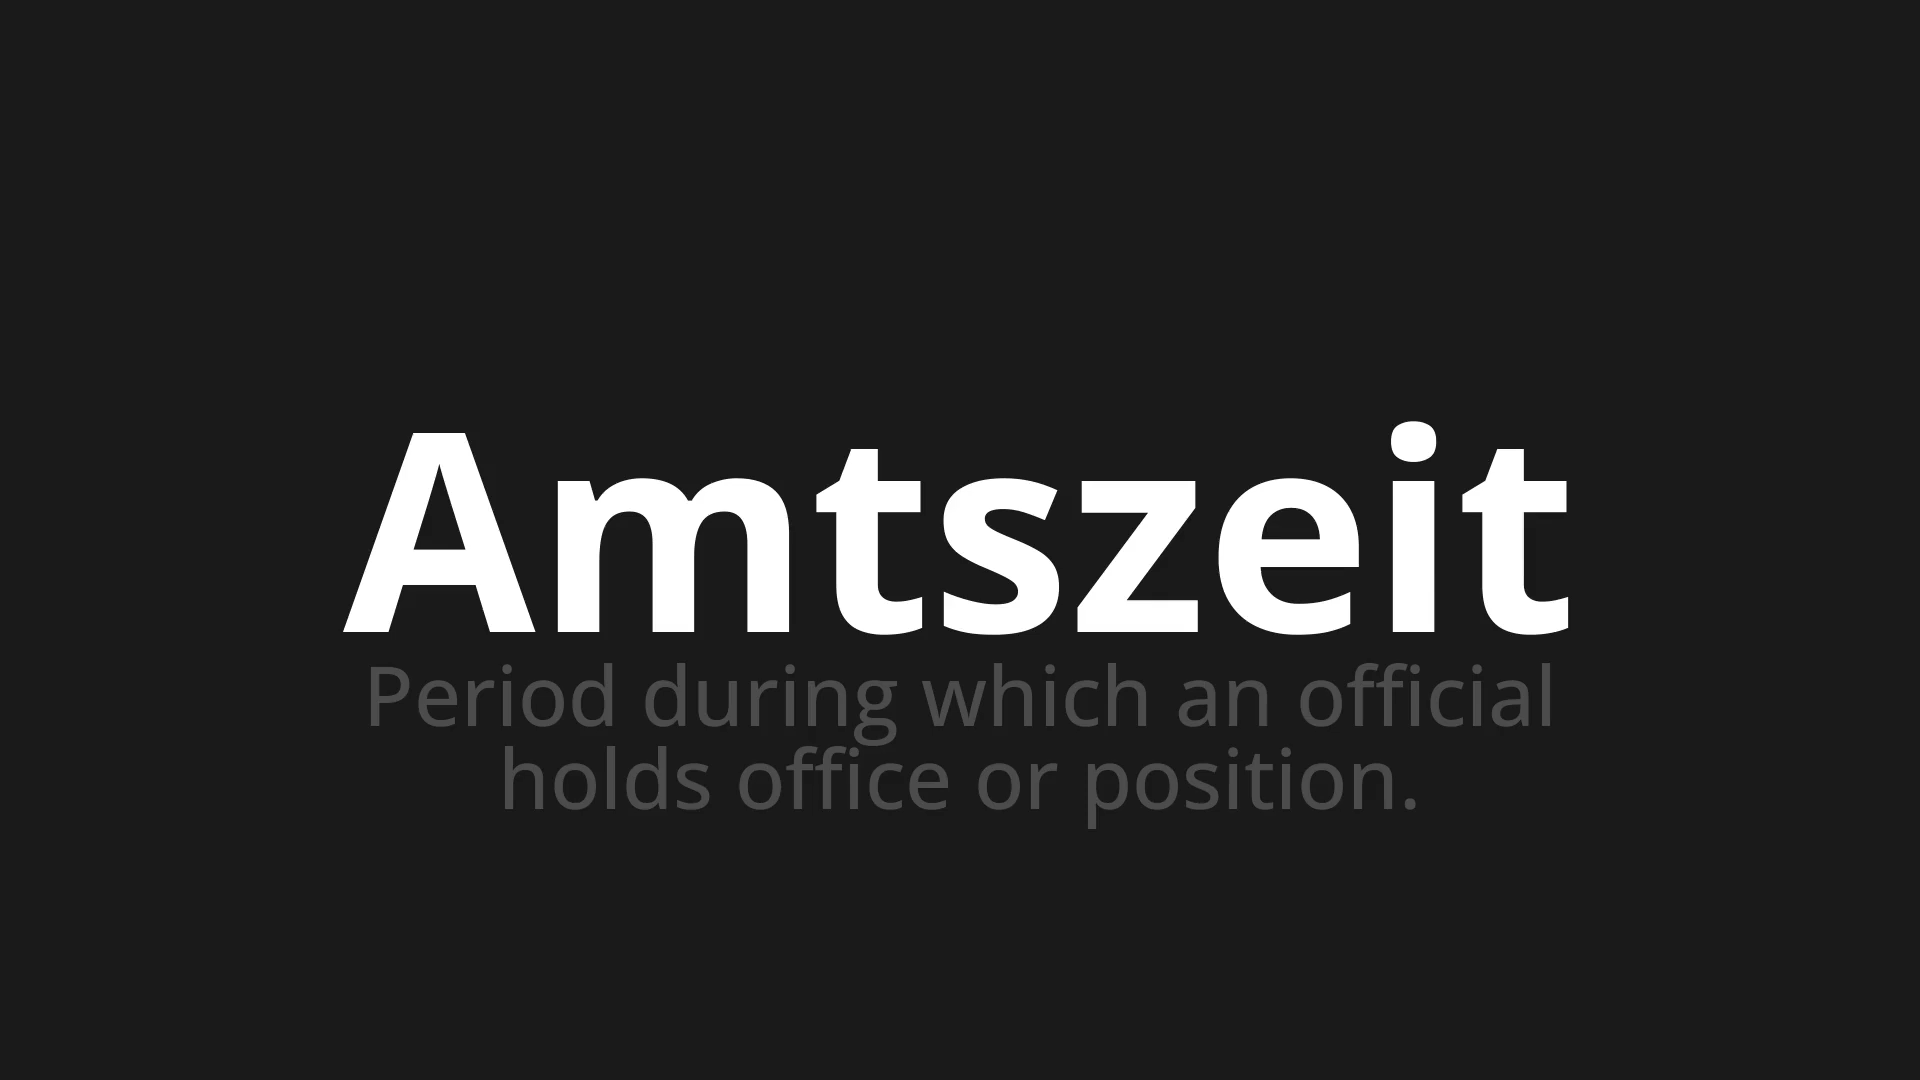 Amtszeit
Period during which an official
holds office or position.